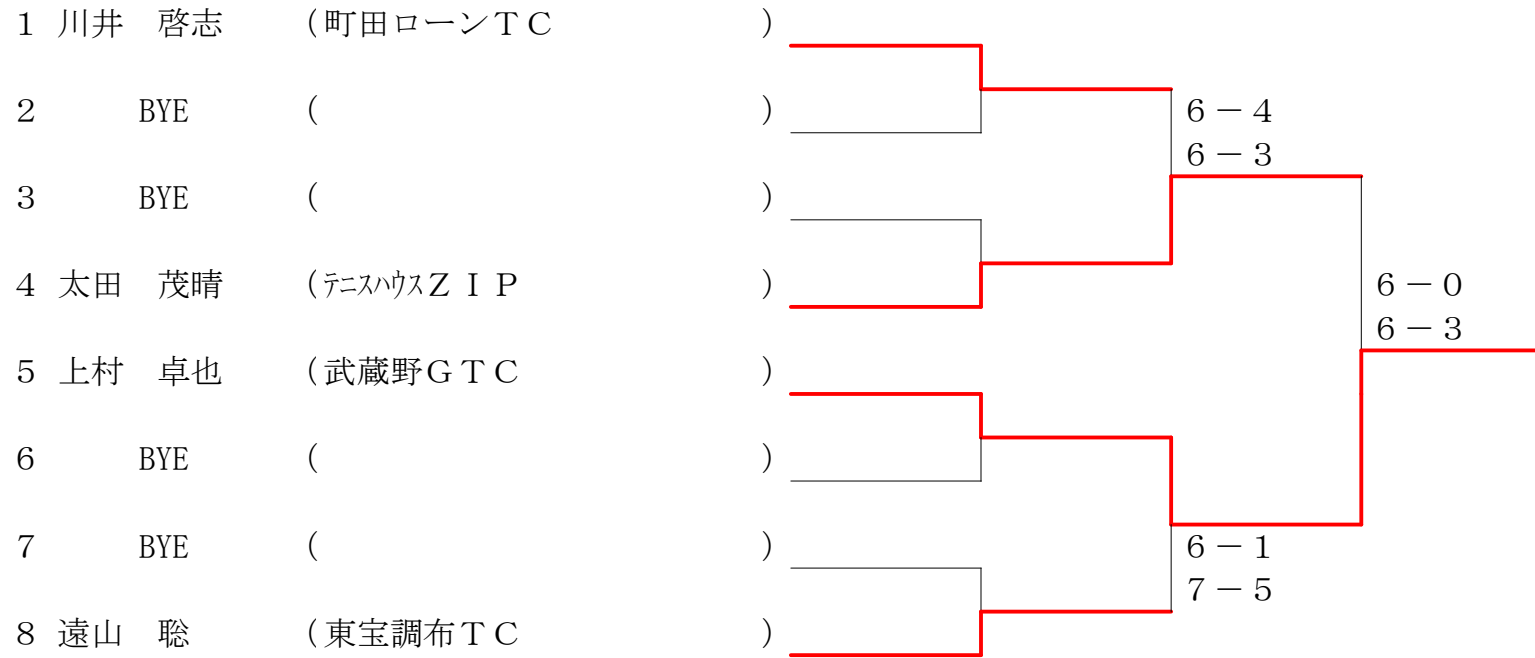 1 川井　啓志　（町田ローンＴＣ　）
2 BYE （　）
6－4
6－3
3 BYE （　）
4 太田　茂晴　（ﾃﾆｽﾊｳｽＺＩＰ　）
6－0
6－3
5 上村　卓也　（武蔵野ＧＴＣ　）
6 BYE （　）
7 BYE （　）
6－1
7－5
8 遠山　聡　（東宝調布ＴＣ　）